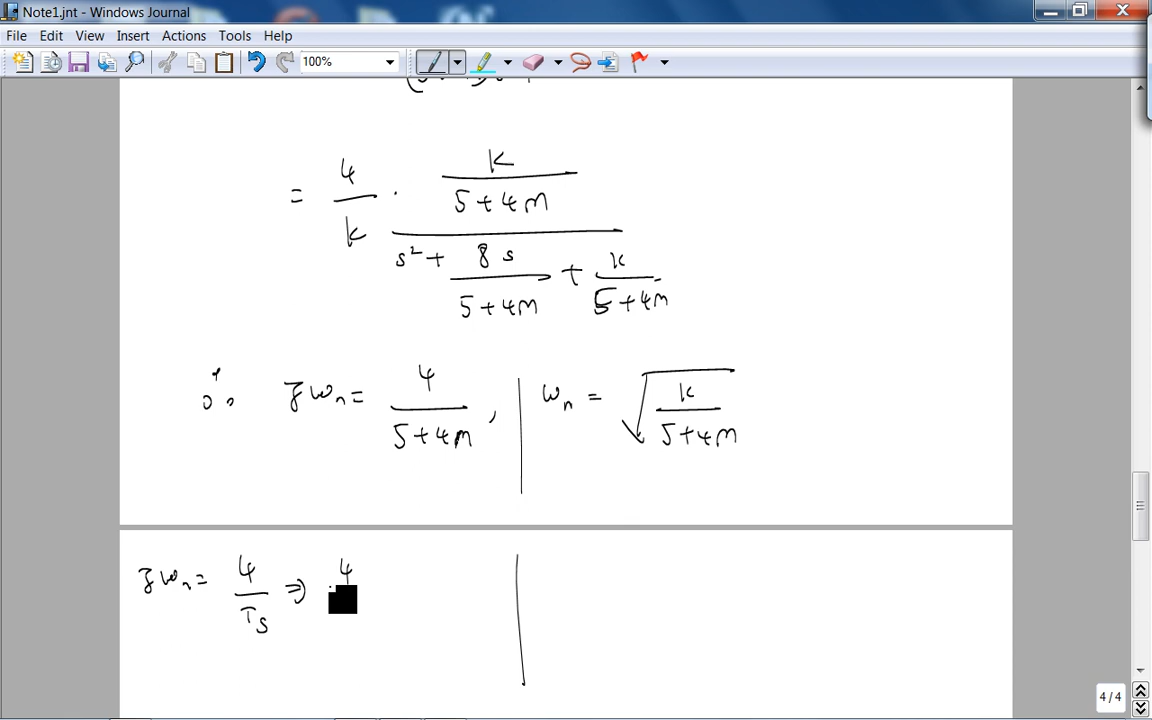 Note1.jnt - Windows Journal
File Edit View Insert Actions Tools Help
100%
= 4/k · (k/(5+4m)) / (s² + 8s/(5+4m) + k/(5+4m))
∴ ζωn = 4/(5+4m), | ωn = √(k/(5+4m))
ζωn = 4/Ts ⇒ 4
4/4